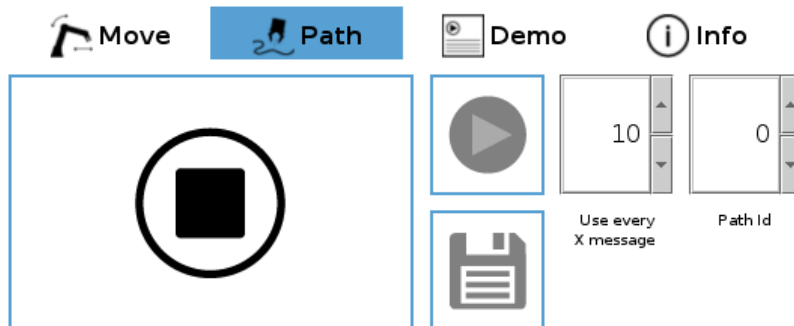 Move
Path
Demo
Info
10
0
Use every
X message
Path Id